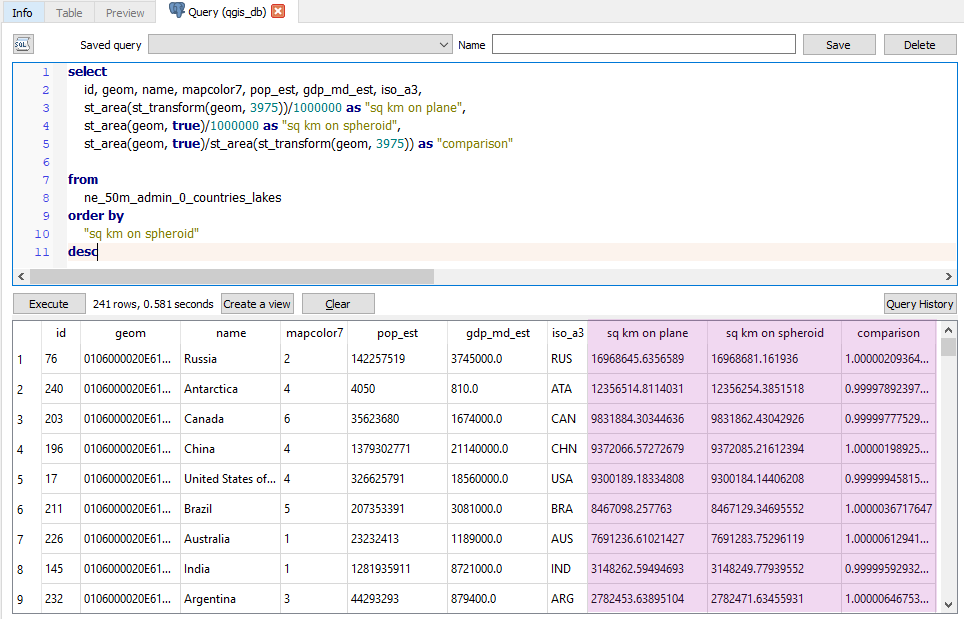 Info Table Preview Query (qgis_db)
SQL Saved query Name Save Delete
1 select
2 id, geom, name, mapcolor7, pop_est, gdp_md_est, iso_a3,
3 st_area(st_transform(geom, 3975))/1000000 as "sq km on plane",
4 st_area(geom, true)/1000000 as "sq km on spheroid",
5 st_area(geom, true)/st_area(st_transform(geom, 3975)) as "comparison"
6
7 from
8 ne_50m_admin_0_countries_lakes
9 order by
10 "sq km on spheroid"
11 desc
Execute 241 rows, 0.581 seconds Create a view Clear Query History
id geom name mapcolor7 pop_est gdp_md_est iso_a3 sq km on plane sq km on spheroid comparison
1 76 0106000020E61... Russia 2 142257519 3745000.0 RUS 16968645.6356589 16968681.161936 1.00000209364...
2 240 0106000020E61... Antarctica 4 4050 810.0 ATA 12356514.8114031 12356254.3851518 0.99997892397...
3 203 0106000020E61... Canada 6 35623680 1674000.0 CAN 9831884.30344636 9831862.43042926 0.99999777529...
4 196 0106000020E61... China 4 1379302771 21140000.0 CHN 9372066.57272679 9372085.21612394 1.00000198925...
5 17 0106000020E61... United States of... 4 326625791 18560000.0 USA 9300189.18334808 9300184.14406208 0.99999945815...
6 211 0106000020E61... Brazil 5 207353391 3081000.0 BRA 8467098.257763 8467129.34695552 1.0000036717647
7 226 0106000020E61... Australia 1 23232413 1189000.0 AUS 7691236.61021427 7691283.75296119 1.00000612941...
8 145 0106000020E61... India 1 1281935911 8721000.0 IND 3148262.59494693 3148249.77939552 0.99999592932...
9 232 0106000020E61... Argentina 3 44293293 879400.0 ARG 2782453.63895104 2782471.63455931 1.00000646753...